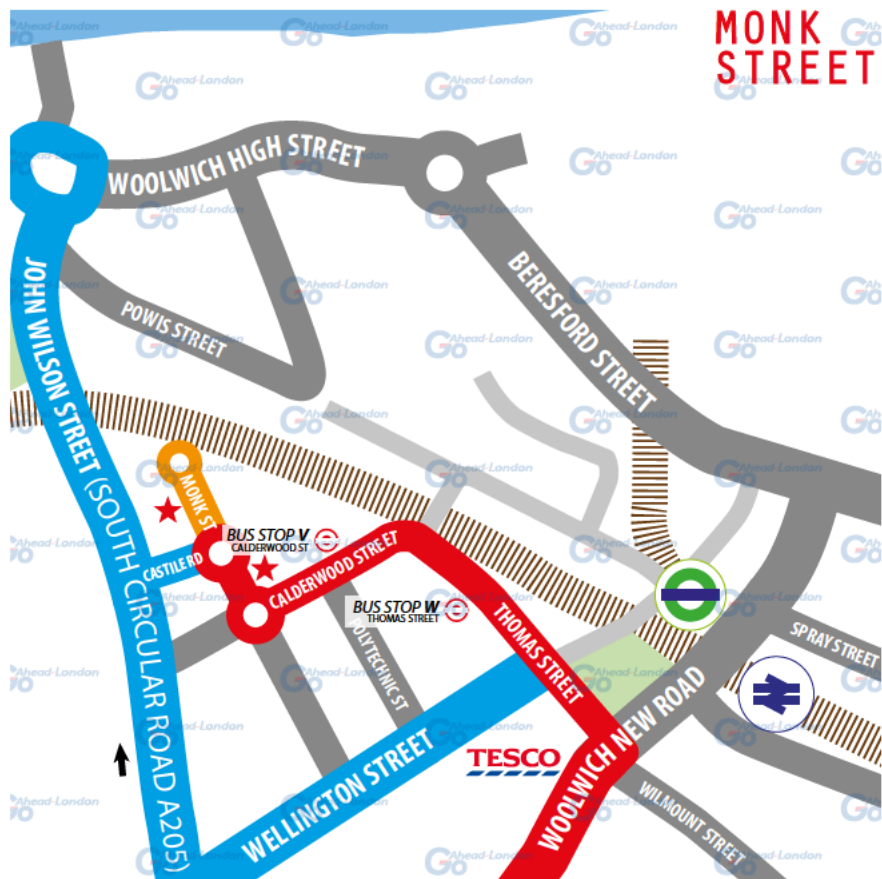 MONK
STREET
WOOLWICH HIGH STREET
BERESFORD STREET
JOHN WILSON STREET (SOUTH CIRCULAR ROAD A205)
POWIS STREET
MONK ST
BUS STOP V
CALDERWOOD ST
CASTILE RD
CALDERWOOD STREET
BUS STOP W
THOMAS STREET
POLYTECHNIC ST
THOMAS STREET
SPRAY STREET
WELLINGTON STREET
TESCO
WOOLWICH NEW ROAD
WILMOUNT STREET
Go Ahead-London